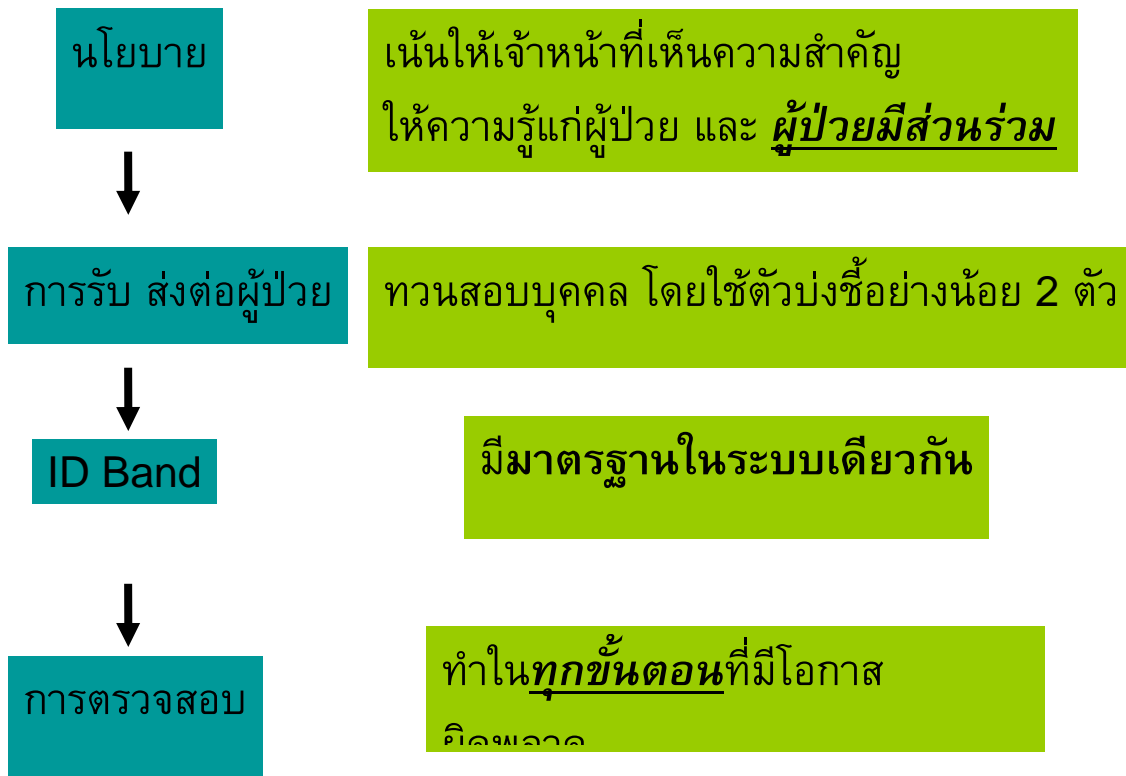 นโยบาย
เน้นให้เจ้าหน้าที่เห็นความสำคัญ
ให้ความรู้แก่ผู้ป่วย และ ผู้ป่วยมีส่วนร่วม
การรับ ส่งต่อผู้ป่วย
ทวนสอบบุคคล โดยใช้ตัวบ่งชี้อย่างน้อย 2 ตัว
ID Band
มีมาตรฐานในระบบเดียวกัน
การตรวจสอบ
ทำในทุกขั้นตอนที่มีโอกาส
ผิดพลาด